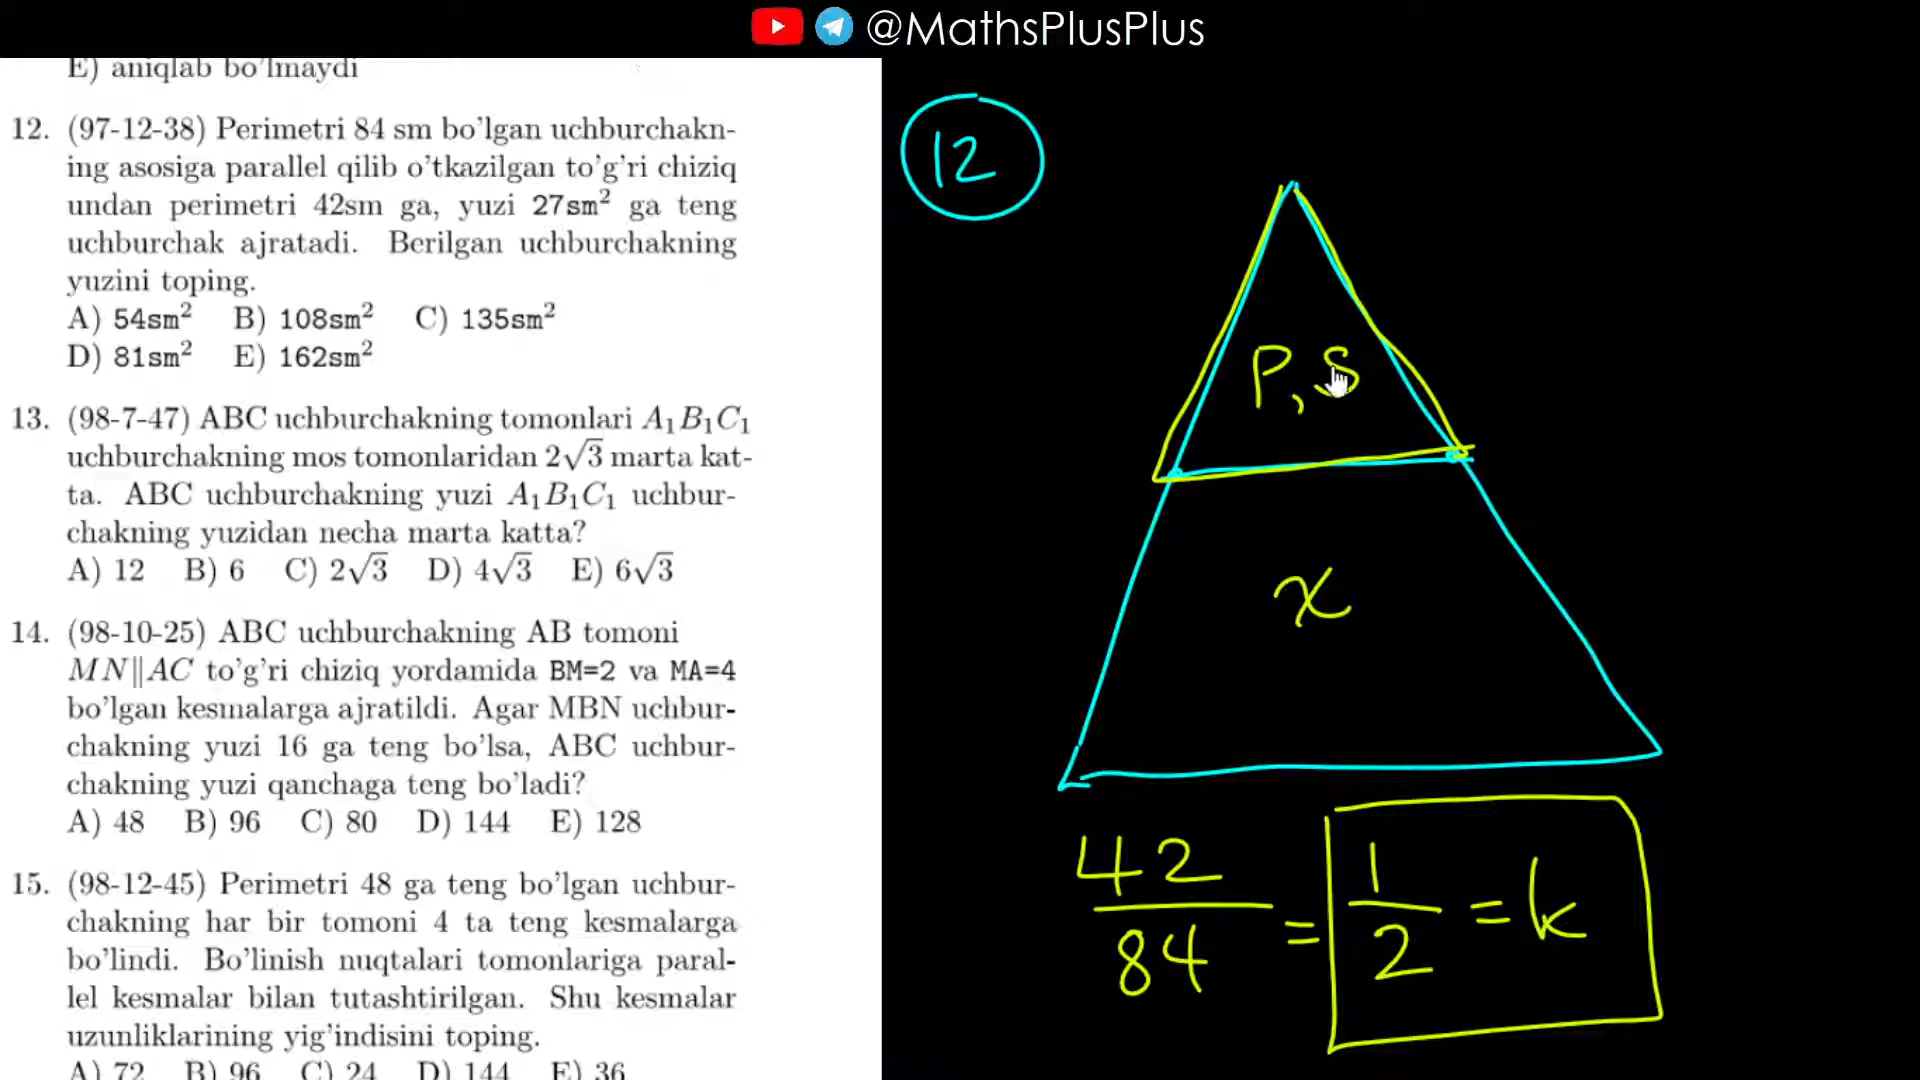 @MathsPlusPlus
E) aniqlab bo'lmaydi
12. (97-12-38) Perimetri 84 sm bo'lgan uchburchakn-
ing asosiga parallel qilib o'tkazilgan to'g'ri chiziq
undan perimetri 42sm ga, yuzi 27sm² ga teng
uchburchak ajratadi. Berilgan uchburchakning
yuzini toping.
A) 54sm² B) 108sm² C) 135sm²
D) 81sm² E) 162sm²
13. (98-7-47) ABC uchburchakning tomonlari A₁B₁C₁
uchburchakning mos tomonlaridan 2√3 marta kat-
ta. ABC uchburchakning yuzi A₁B₁C₁ uchbur-
chakning yuzidan necha marta katta?
A) 12 B) 6 C) 2√3 D) 4√3 E) 6√3
14. (98-10-25) ABC uchburchakning AB tomoni
MN∥AC to'g'ri chiziq yordamida BM=2 va MA=4
bo'lgan kesmalarga ajratildi. Agar MBN uchbur-
chakning yuzi 16 ga teng bo'lsa, ABC uchbur-
chakning yuzi qanchaga teng bo'ladi?
A) 48 B) 96 C) 80 D) 144 E) 128
15. (98-12-45) Perimetri 48 ga teng bo'lgan uchbur-
chakning har bir tomoni 4 ta teng kesmalarga
bo'lindi. Bo'linish nuqtalari tomonlariga paral-
lel kesmalar bilan tutashtirilgan. Shu kesmalar
uzunliklarining yig'indisini toping.
A) 72 B) 96 C) 24 D) 144 E) 36
12
P, S
x
42/84 = 1/2 = k